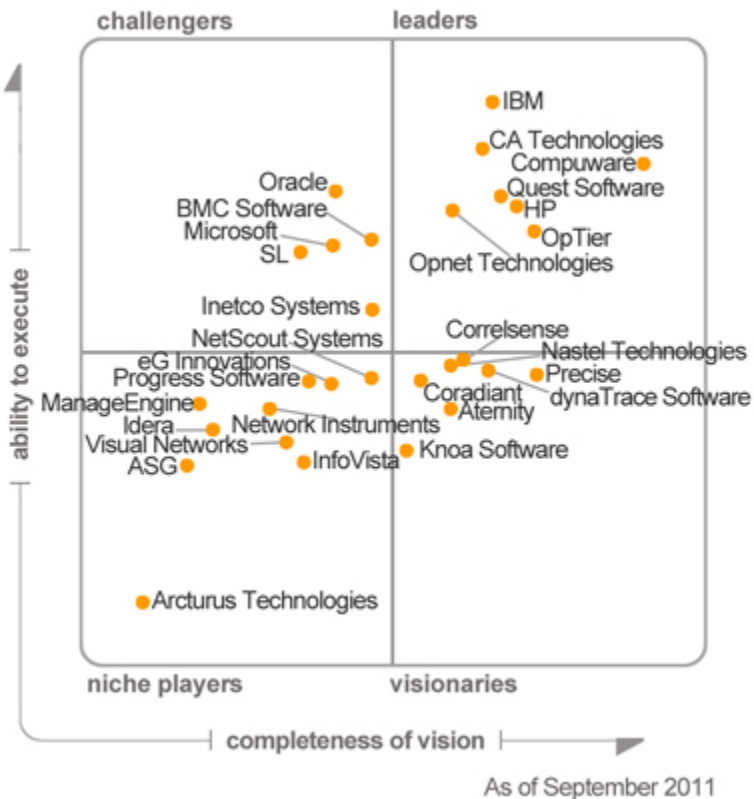 challengers
leaders
IBM
CA Technologies
Compuware
Oracle
Quest Software
BMC Software
HP
Microsoft
OpTier
SL
Opnet Technologies
Inetco Systems
Correlsense
NetScout Systems
Nastel Technologies
eG Innovations
Progress Software
Precise
Coradiant
dynaTrace Software
ManageEngine
Aternity
Idera
Network Instruments
Visual Networks
Knoa Software
ASG
InfoVista
Arcturus Technologies
niche players
visionaries
ability to execute
completeness of vision
As of September 2011